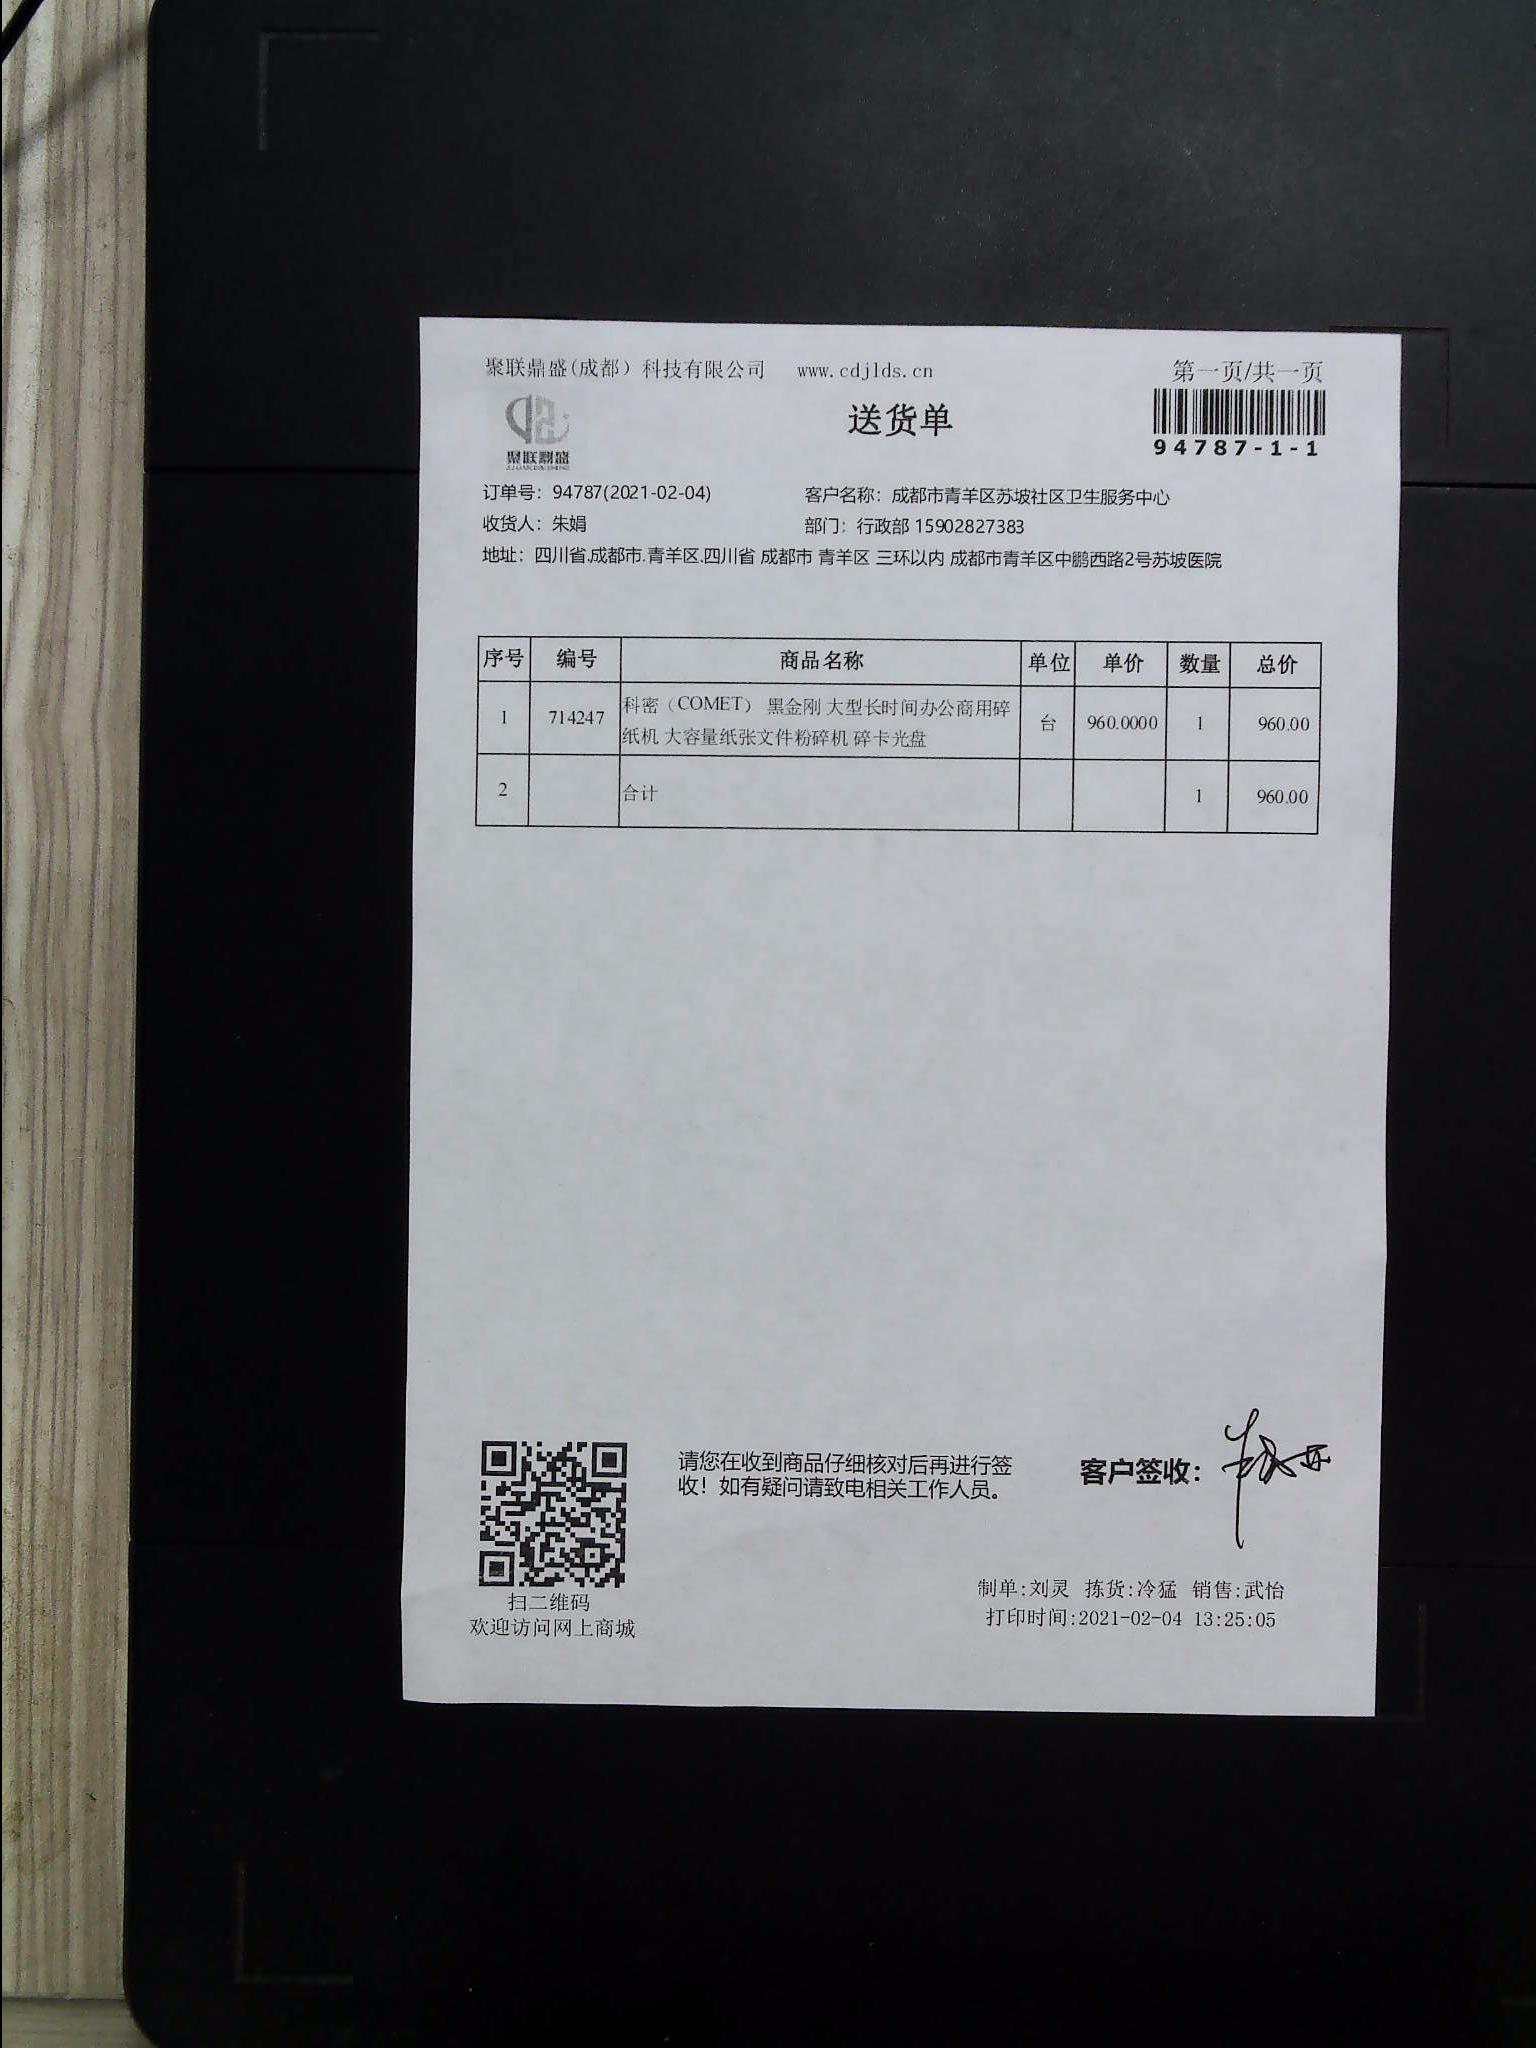 聚联鼎盛(成都）科技有限公司 www.cdjlds.cn 第一页/共一页
送货单
聚联鼎盛
94787-1-1
订单号：94787(2021-02-04) 客户名称：成都市青羊区苏坡社区卫生服务中心
收货人：朱娟 部门：行政部 15902827383
地址：四川省.成都市.青羊区.四川省 成都市 青羊区 三环以内 成都市青羊区中鹏西路2号苏坡医院
序号 编号 商品名称 单位 单价 数量 总价
1 714247 科密（COMET） 黑金刚 大型长时间办公商用碎 台 960.0000 1 960.00
纸机 大容量纸张文件粉碎机 碎卡光盘
2 合计 1 960.00
请您在收到商品仔细核对后再进行签
收！如有疑问请致电相关工作人员。
客户签收：
扫二维码
欢迎访问网上商城
制单:刘灵 拣货:冷猛 销售:武怡
打印时间:2021-02-04 13:25:05